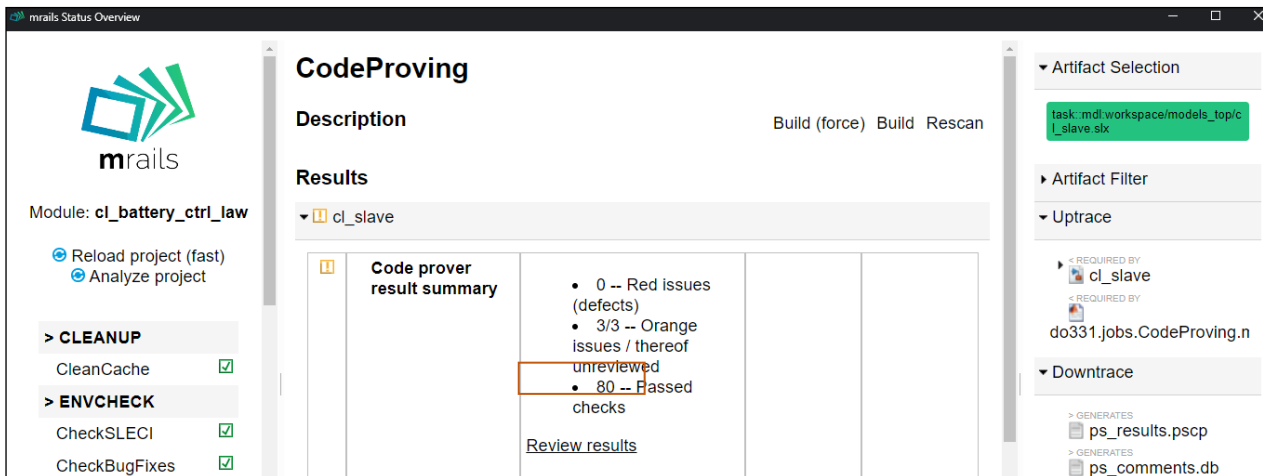 mrails Status Overview
mrails
Module: cl_battery_ctrl_law
Reload project (fast)
Analyze project
> CLEANUP
CleanCache
> ENVCHECK
CheckSLECI
CheckBugFixes
CodeProving
Description
Build (force) Build Rescan
Results
cl_slave
Code prover
result summary
• 0 -- Red issues
(defects)
• 3/3 -- Orange
issues / thereof
unreviewed
• 80 -- Passed
checks
Review results
Artifact Selection
task::mdl:workspace/models_top/c
l_slave.slx
Artifact Filter
Uptrace
< REQUIRED BY
cl_slave
< REQUIRED BY
do331.jobs.CodeProving.n
Downtrace
> GENERATES
ps_results.pscp
> GENERATES
ps_comments.db